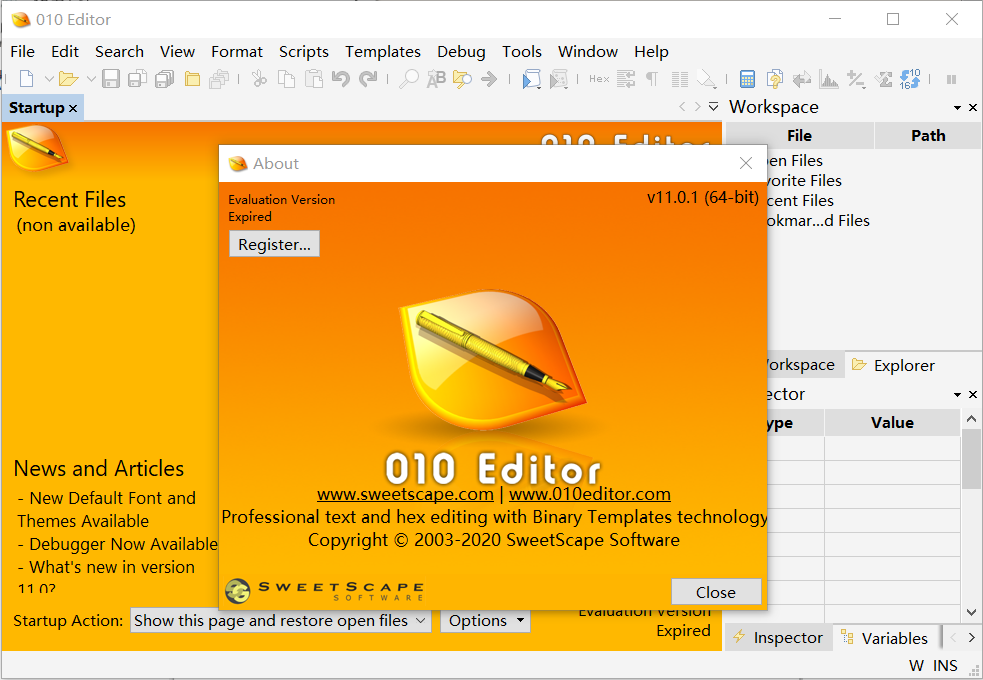 010 Editor
File Edit Search View Format Scripts Templates Debug Tools Window Help
Hex
Startup
Workspace
File Path
Recent Files
(non available)
News and Articles
- New Default Font and
Themes Available
- Debugger Now Available
- What's new in version
11.0?
Startup Action: Show this page and restore open files Options
Evaluation Version
Expired
About
Evaluation Version
Expired
v11.0.1 (64-bit)
Register...
010 Editor
www.sweetscape.com | www.010editor.com
Professional text and hex editing with Binary Templates technology
Copyright © 2003-2020 SweetScape Software
SWEETSCAPE
SOFTWARE
Close
en Files
vorite Files
cent Files
okmar...d Files
orkspace Explorer
ector
ype Value
Inspector Variables
W INS